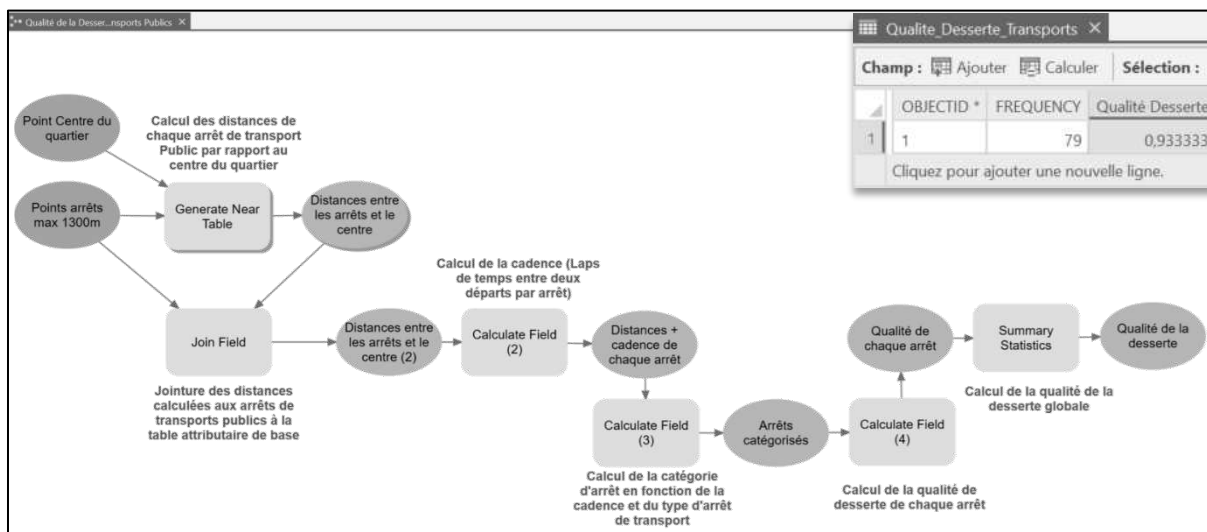 Qualité de la Desser...nsports Publics ×
Qualite_Desserte_Transports ×
Champ : Ajouter Calculer Sélection :
OBJECTID * FREQUENCY Qualité Desserte
1 1 79 0,933333
Cliquez pour ajouter une nouvelle ligne.
Point Centre du
quartier
Calcul des distances de
chaque arrêt de transport
Public par rapport au
centre du quartier
Points arrêts
max 1300m
Generate Near
Table
Distances entre
les arrêts et le
centre
Join Field
Jointure des distances
calculées aux arrêts de
transports publics à la
table attributaire de base
Distances entre
les arrêts et le
centre (2)
Calcul de la cadence (Laps
de temps entre deux
départs par arrêt)
Calculate Field
(2)
Distances +
cadence de
chaque arrêt
Calculate Field
(3)
Calcul de la catégorie
d'arrêt en fonction de la
cadence et du type d'arrêt
de transport
Arrêts
catégorisés
Calculate Field
(4)
Calcul de la qualité de
desserte de chaque arrêt
Qualité de
chaque arrêt
Summary
Statistics
Calcul de la qualité de la
desserte globale
Qualité de la
desserte